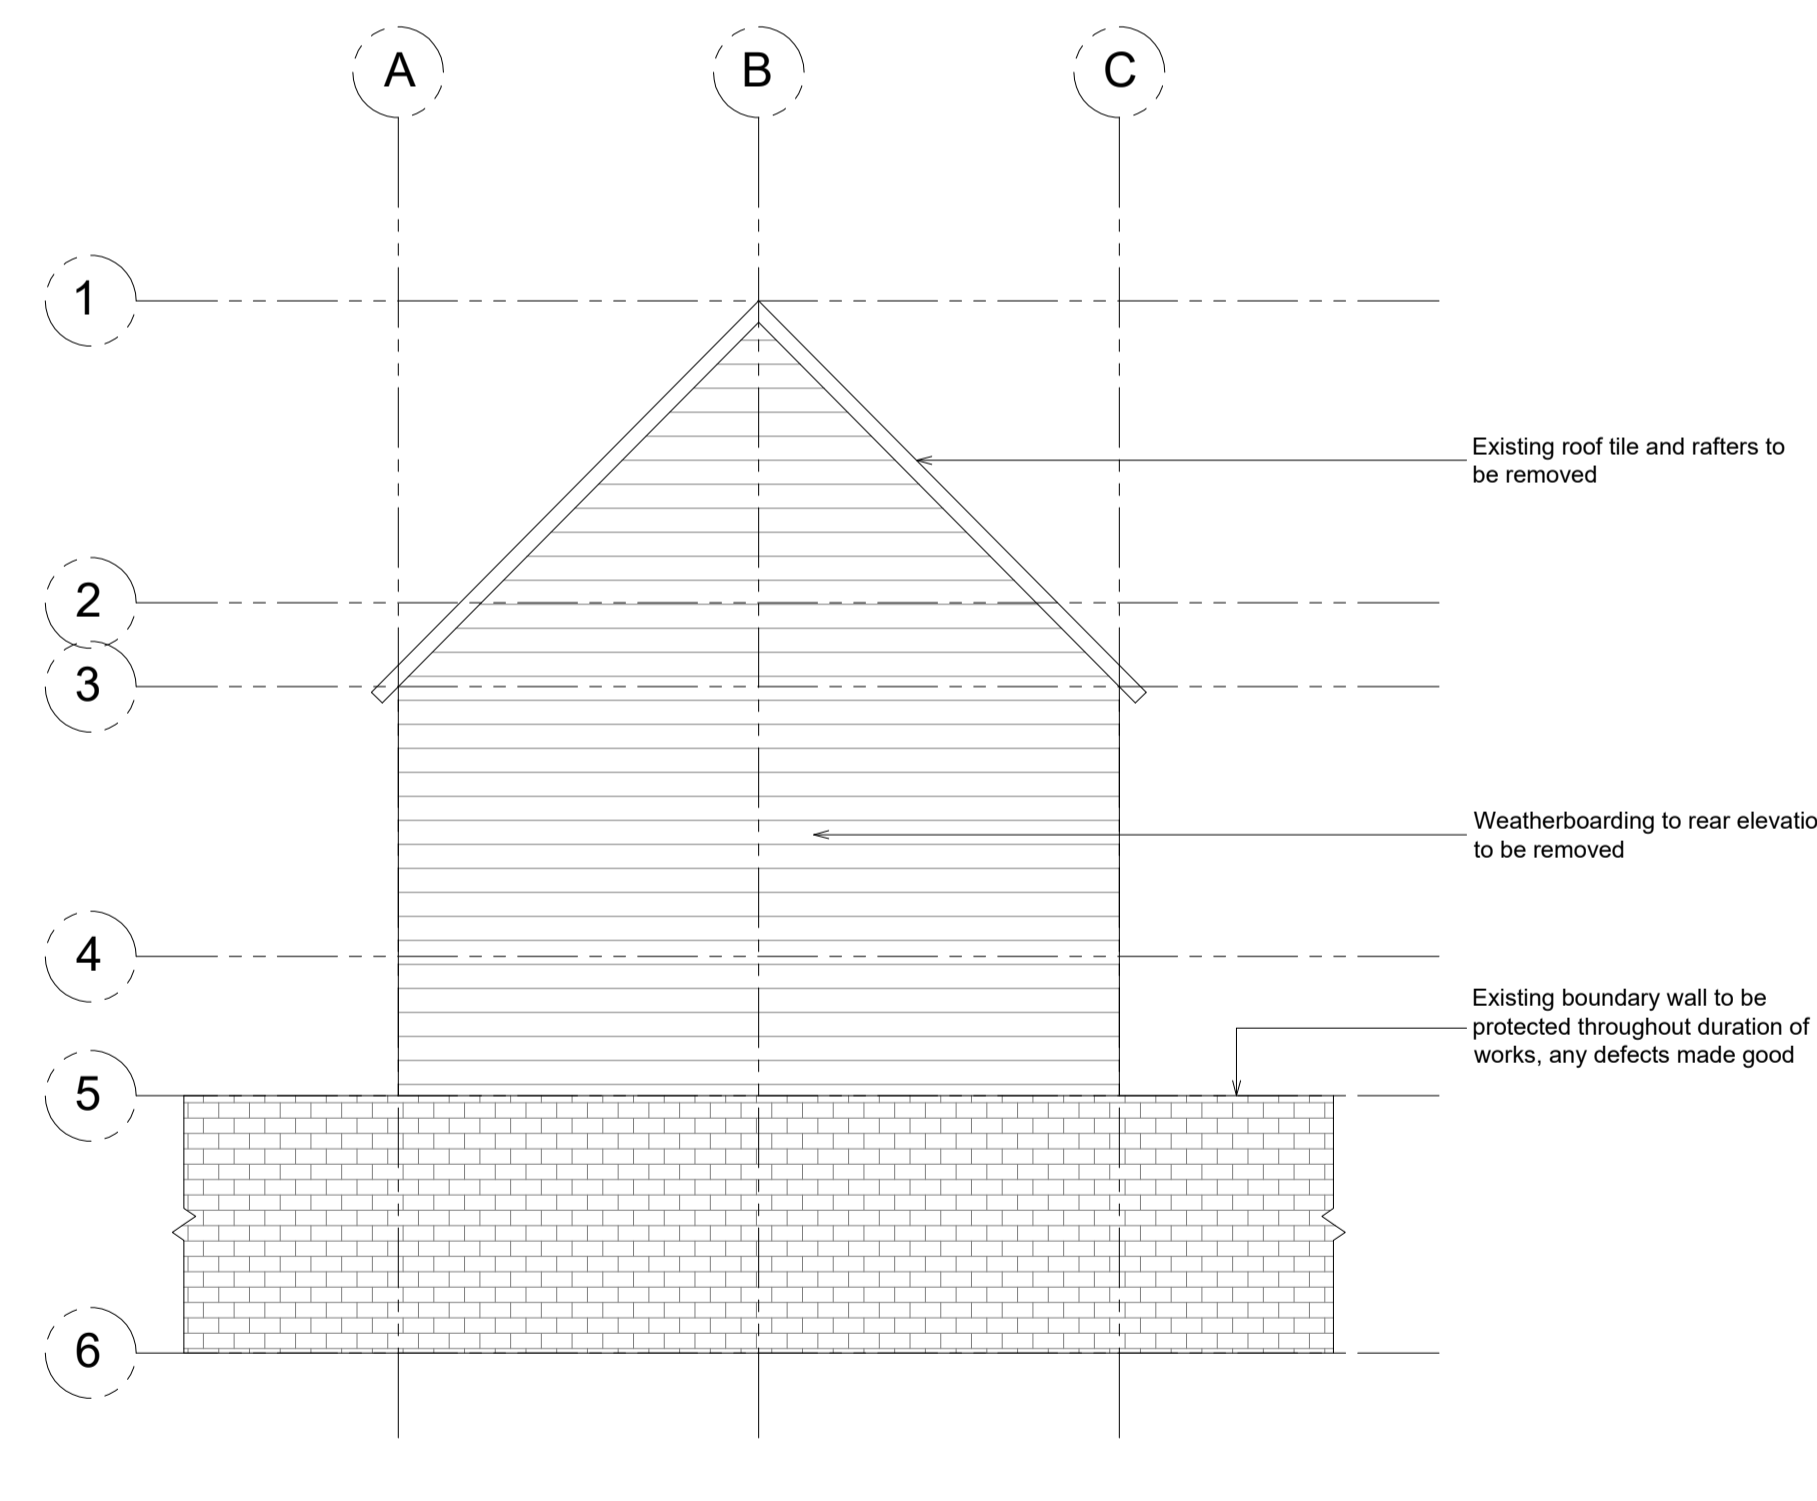 A B C
1
Existing roof tile and rafters to
be removed
2
3
Weatherboarding to rear elevatio
to be removed
4
Existing boundary wall to be
protected throughout duration of
works, any defects made good
5
6